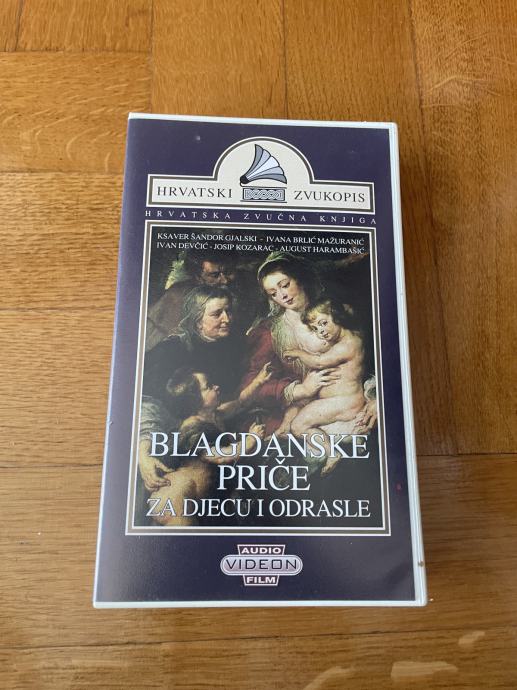 HRVATSKI ZVUKOPIS
HRVATSKA ZVUČNA KNJIGA
KSAVER ŠANDOR GJALSKI - IVANA BRLIĆ MAŽURANIĆ
IVAN DEVČIĆ - JOSIP KOZARAC - AUGUST HARAMBAŠIĆ
BLAGDANSKE
PRIČE
ZA DJECU I ODRASLE
AUDIO
VIDEON
FILM